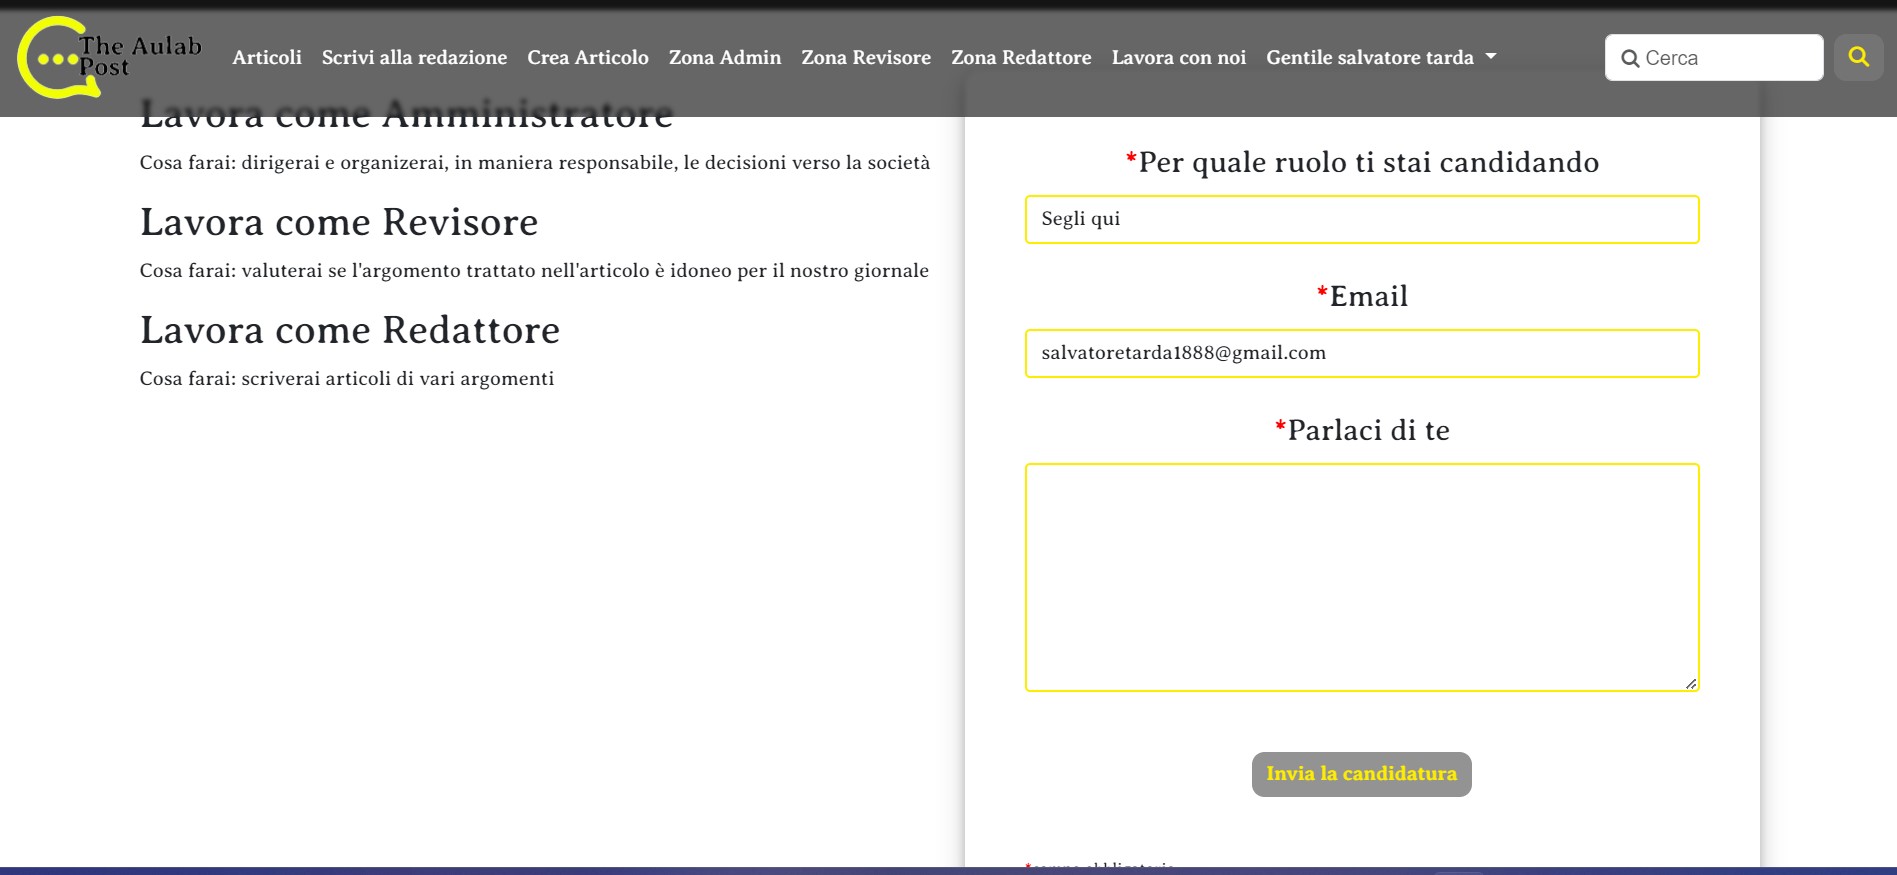 The Aulab
Post
Articoli Scrivi alla redazione Crea Articolo Zona Admin Zona Revisore Zona Redattore Lavora con noi Gentile salvatore tarda
Cerca
Lavora come Amministratore
Cosa farai: dirigerai e organizerai, in maniera responsabile, le decisioni verso la società
Lavora come Revisore
Cosa farai: valuterai se l'argomento trattato nell'articolo è idoneo per il nostro giornale
Lavora come Redattore
Cosa farai: scriverai articoli di vari argomenti
*Per quale ruolo ti stai candidando
Segli qui
*Email
salvatoretarda1888@gmail.com
*Parlaci di te
Invia la candidatura